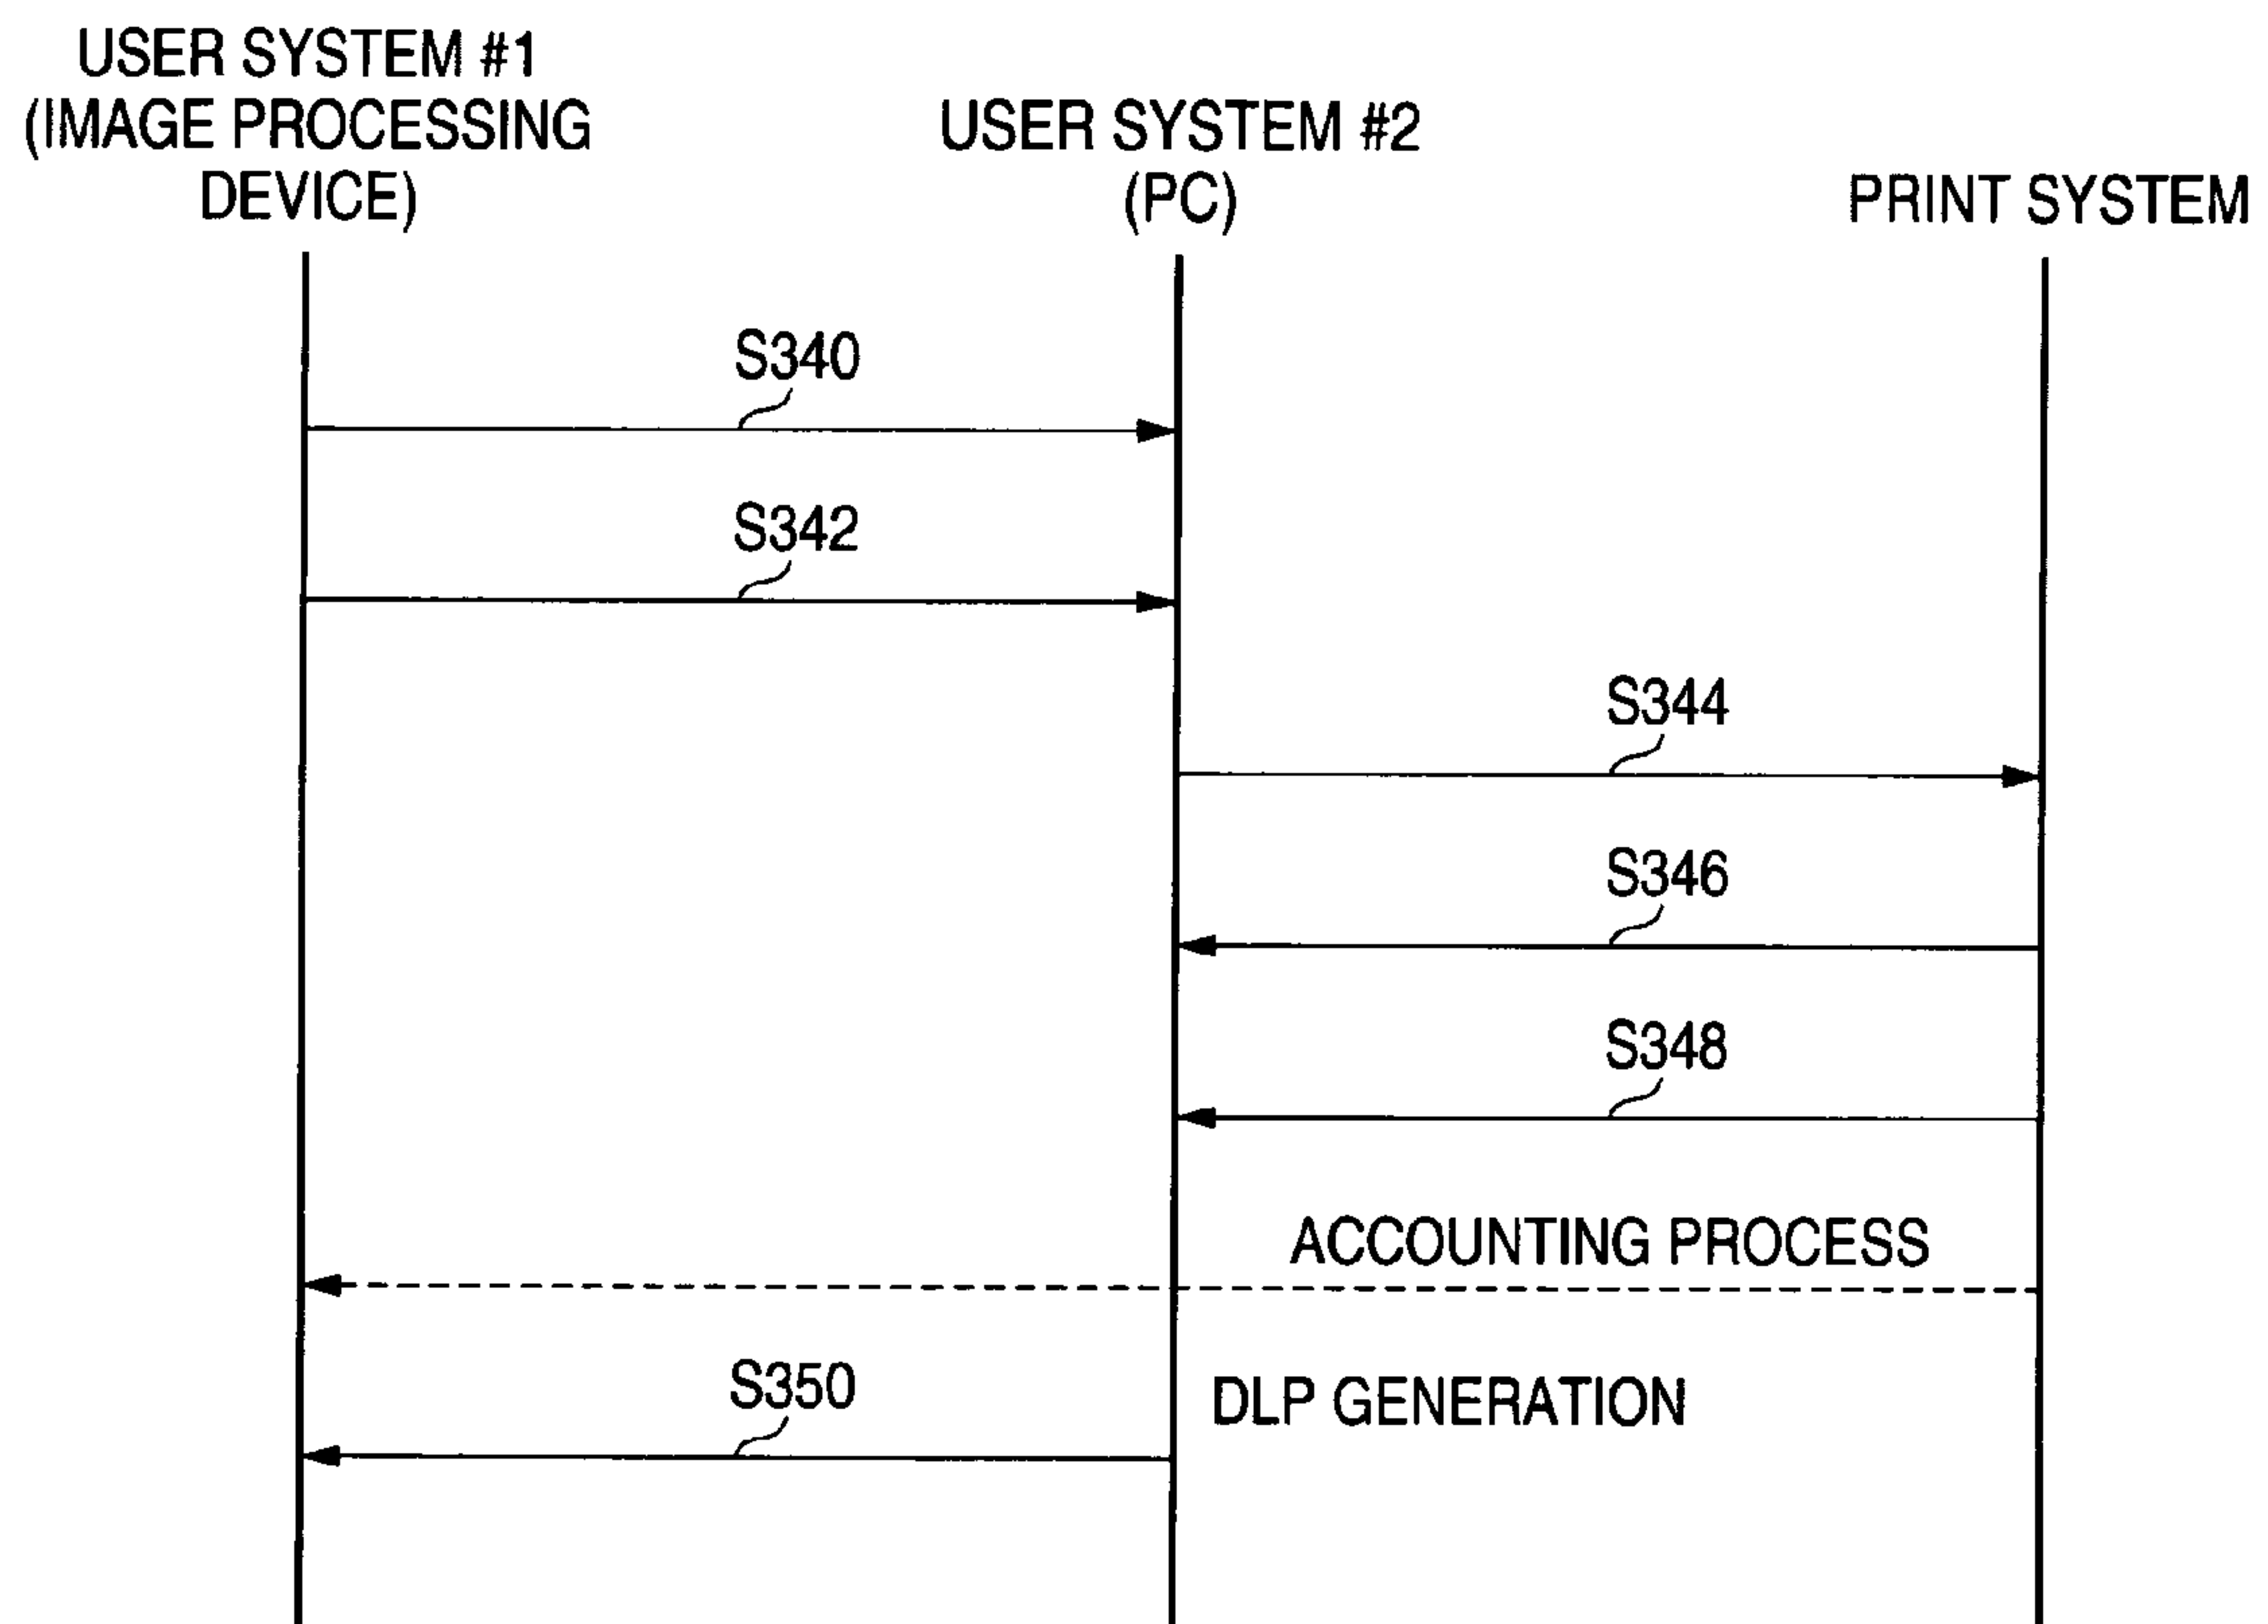 USER SYSTEM #1
(IMAGE PROCESSING
DEVICE)
USER SYSTEM #2
(PC)
PRINT SYSTEM
S340
S342
S344
S346
S348
ACCOUNTING PROCESS
S350
DLP GENERATION